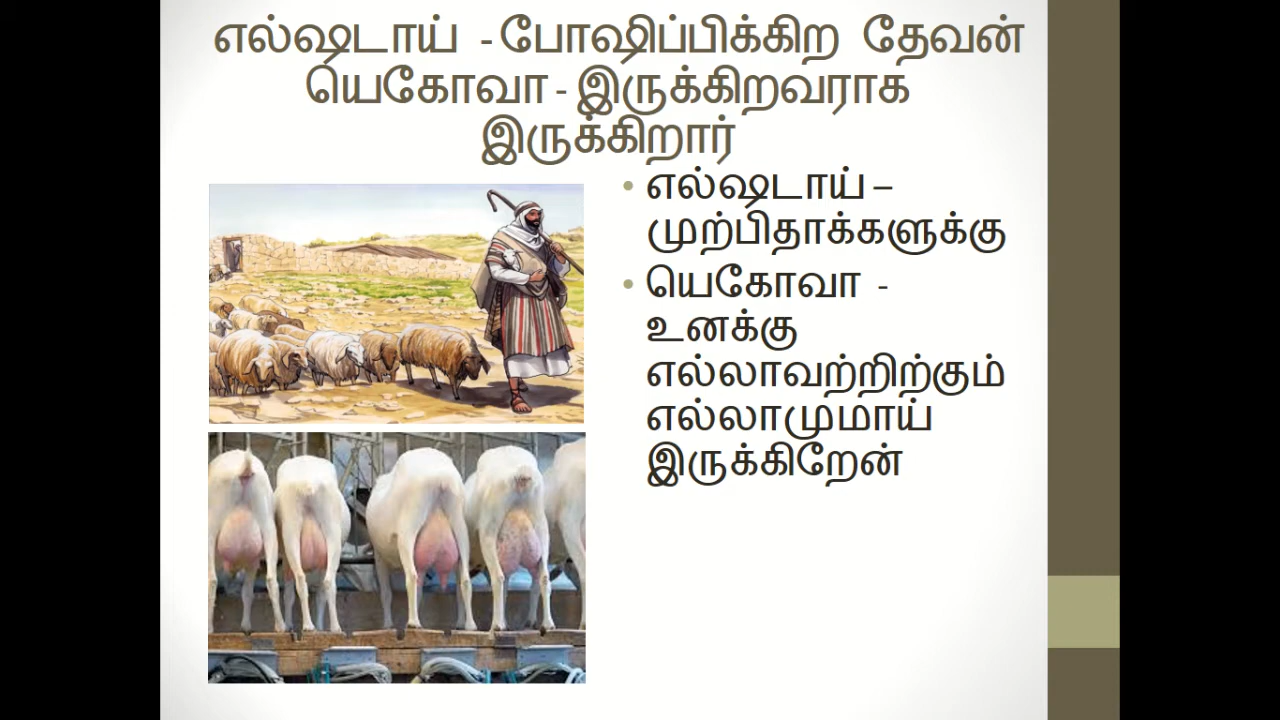 எல்ஷடாய் - போஷிப்பிக்கிற தேவன்
யெகோவா - இருக்கிறவராக
இருக்கிறார்
• எல்ஷடாய் –
முற்பிதாக்களுக்கு
• யெகோவா -
உனக்கு
எல்லாவற்றிற்கும்
எல்லாமுமாய்
இருக்கிறேன்